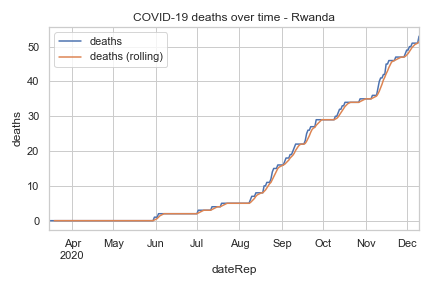 COVID-19 deaths over time - Rwanda
deaths
deaths (rolling)
50
40
30
20
10
0
deaths
Apr May Jun Jul Aug Sep Oct Nov Dec
2020
dateRep